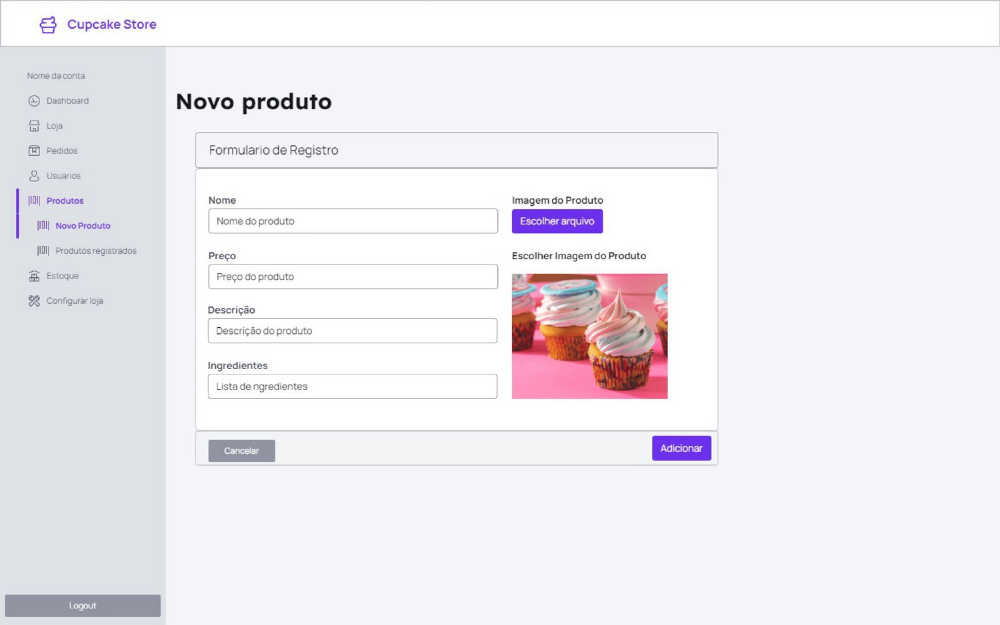 Cupcake Store
Nome da conta
Dashboard
Loja
Pedidos
Usuarios
Produtos
Novo Produto
Produtos registrados
Estoque
Configurar loja
Logout
Novo produto
Formulario de Registro
Nome
Nome do produto
Preço
Preço do produto
Descrição
Descrição do produto
Ingredientes
Lista de ngredientes
Imagem do Produto
Escolher arquivo
Escolher Imagem do Produto
Cancelar
Adicionar